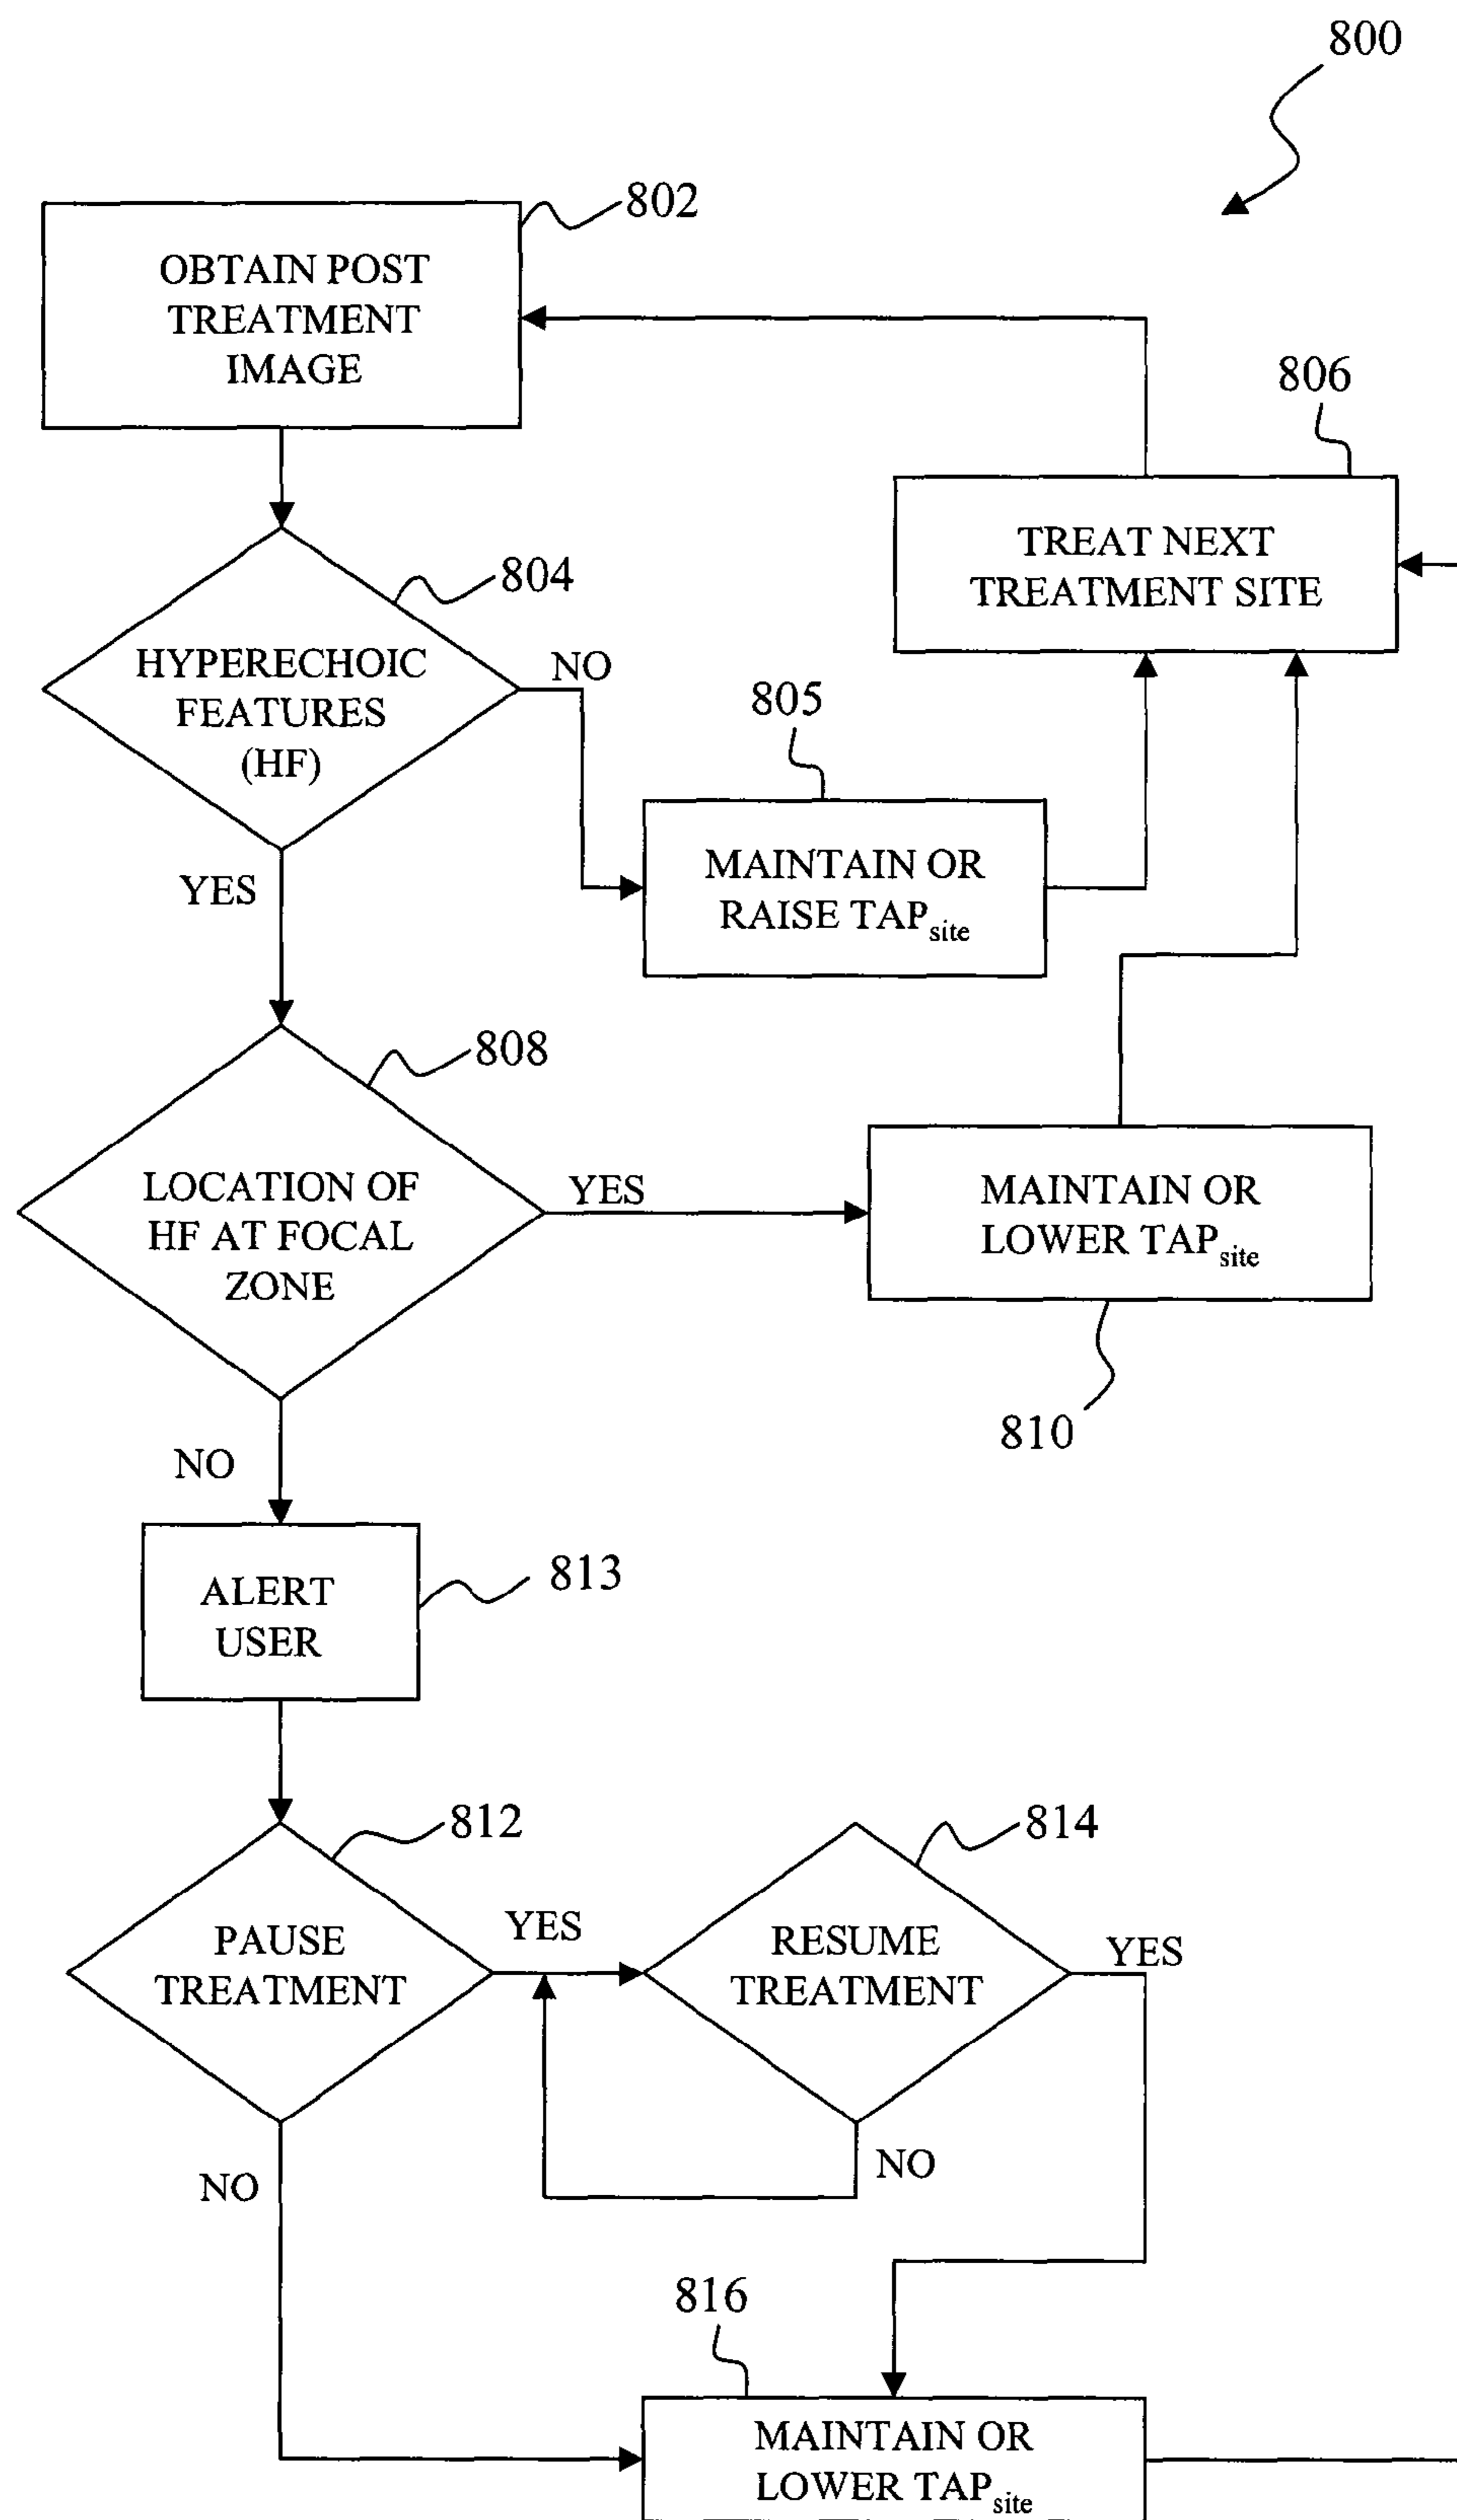 800
802
OBTAIN POST
TREATMENT
IMAGE
806
TREAT NEXT
TREATMENT SITE
804
HYPERECHOIC
FEATURES
(HF)
NO
805
MAINTAIN OR
RAISE TAPsite
YES
808
LOCATION OF
HF AT FOCAL
ZONE
YES
MAINTAIN OR
LOWER TAPsite
810
NO
813
ALERT
USER
812
PAUSE
TREATMENT
YES
814
RESUME
TREATMENT
YES
NO
NO
816
MAINTAIN OR
LOWER TAPsite